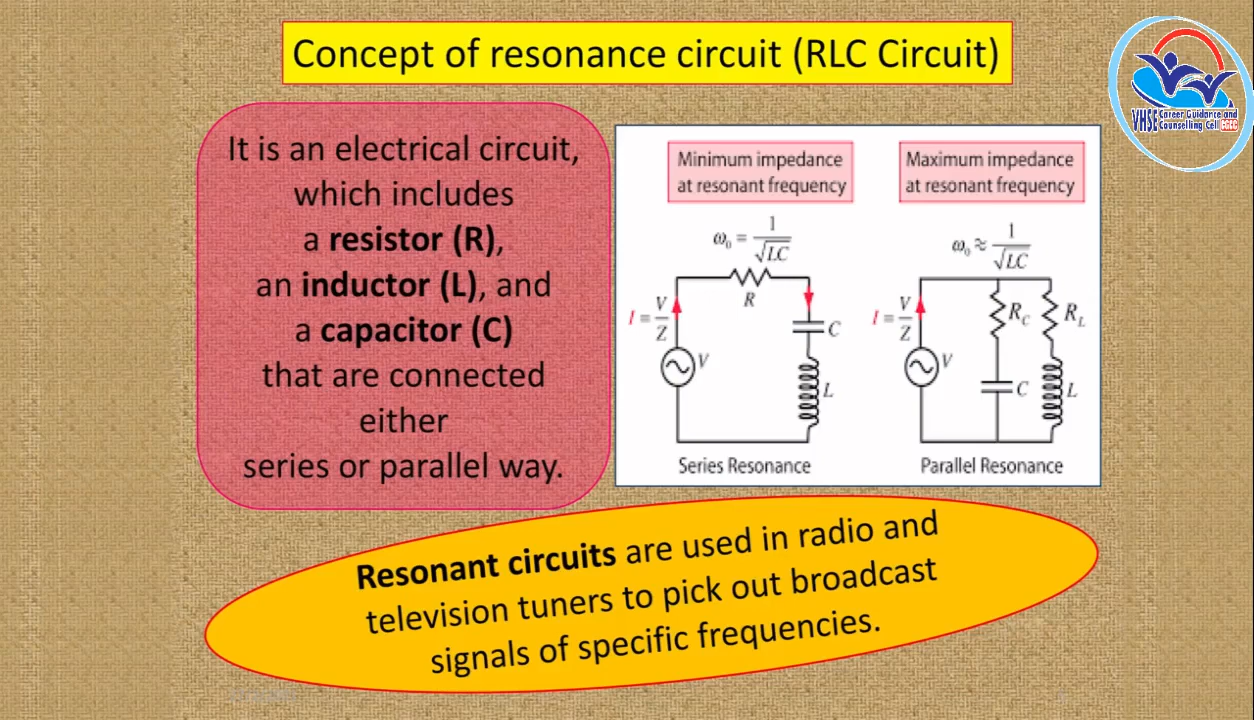 Concept of resonance circuit (RLC Circuit)
VHSE Career Guidance and
Counselling Cell CGCC
It is an electrical circuit,
which includes
a resistor (R),
an inductor (L), and
a capacitor (C)
that are connected
either
series or parallel way.
Minimum impedance
at resonant frequency
ω₀ = 1/√LC
R
I = V/Z
V
C
L
Series Resonance
Maximum impedance
at resonant frequency
ω₀ ≈ 1/√LC
I = V/Z
V
R_C
R_L
C
L
Parallel Resonance
Resonant circuits are used in radio and
television tuners to pick out broadcast
signals of specific frequencies.